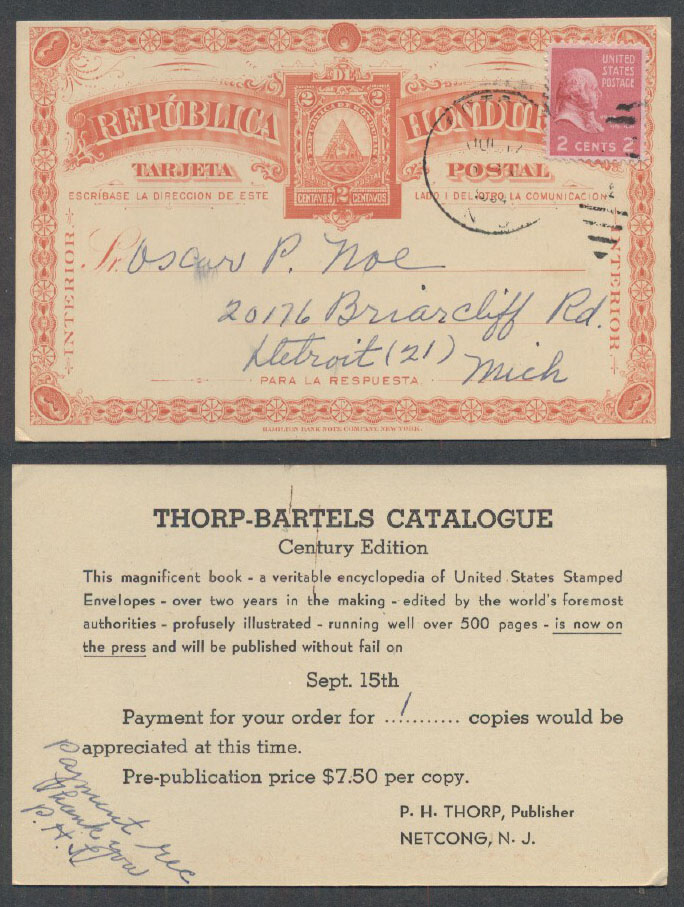 DE
REPÚBLICA HONDU
2 2
UNITED
STATES
POSTAGE
2 CENTS 2
TARJETA POSTAL
CENTAVOS 2 CENTAVOS
ESCRÍBASE LA DIRECCION DE ESTE LADO I DEL OTRO LA COMUNICACION
INTERIOR
INTERIOR
Sr. Oscar P. Noe
20176 Briarcliff Rd.
Detroit (21)
Mich
PARA LA RESPUESTA
HAMILTON BANK NOTE COMPANY, NEW YORK.
THORP-BARTELS CATALOGUE
Century Edition
This magnificent book - a veritable encyclopedia of United States Stamped
Envelopes - over two years in the making - edited by the world's foremost
authorities - profusely illustrated - running well over 500 pages - is now on
the press and will be published without fail on
Sept. 15th
Payment for your order for ...1........ copies would be
appreciated at this time.
Pre-publication price $7.50 per copy.
P. H. THORP, Publisher
NETCONG, N. J.
Payment rec
Thank you
P.H.T.